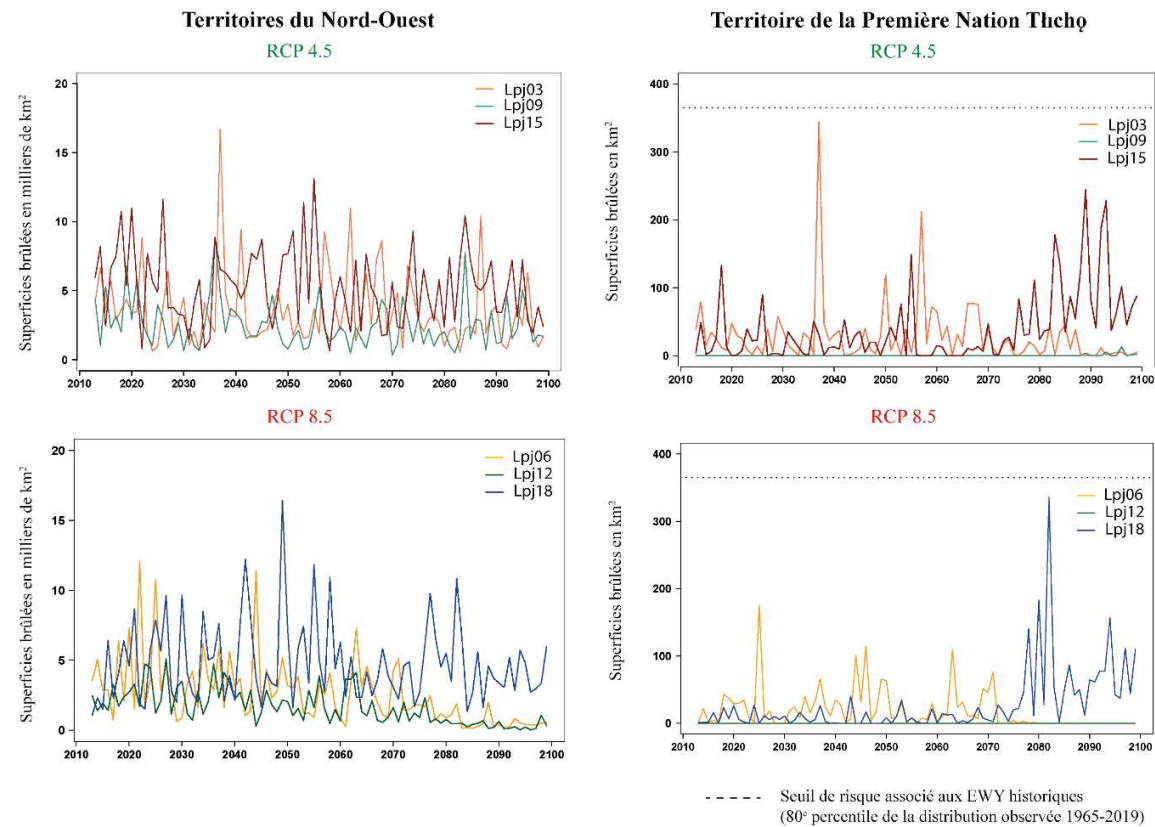 Territoires du Nord-Ouest
RCP 4.5
Superficies brûlées en milliers de km²
20
15
10
5
0
2010 2020 2030 2040 2050 2060 2070 2080 2090 2100
Lpj03
Lpj09
Lpj15
Territoire de la Première Nation Tłıchǫ
RCP 4.5
Superficies brûlées en km²
400
300
200
100
0
2010 2020 2030 2040 2050 2060 2070 2080 2090 2100
Lpj03
Lpj09
Lpj15
RCP 8.5
Superficies brûlées en milliers de km²
20
15
10
5
0
2010 2020 2030 2040 2050 2060 2070 2080 2090 2100
Lpj06
Lpj12
Lpj18
RCP 8.5
Superficies brûlées en km²
400
300
200
100
0
2010 2020 2030 2040 2050 2060 2070 2080 2090 2100
Lpj06
Lpj12
Lpj18
Seuil de risque associé aux EWY historiques
(80ᵉ percentile de la distribution observée 1965-2019)